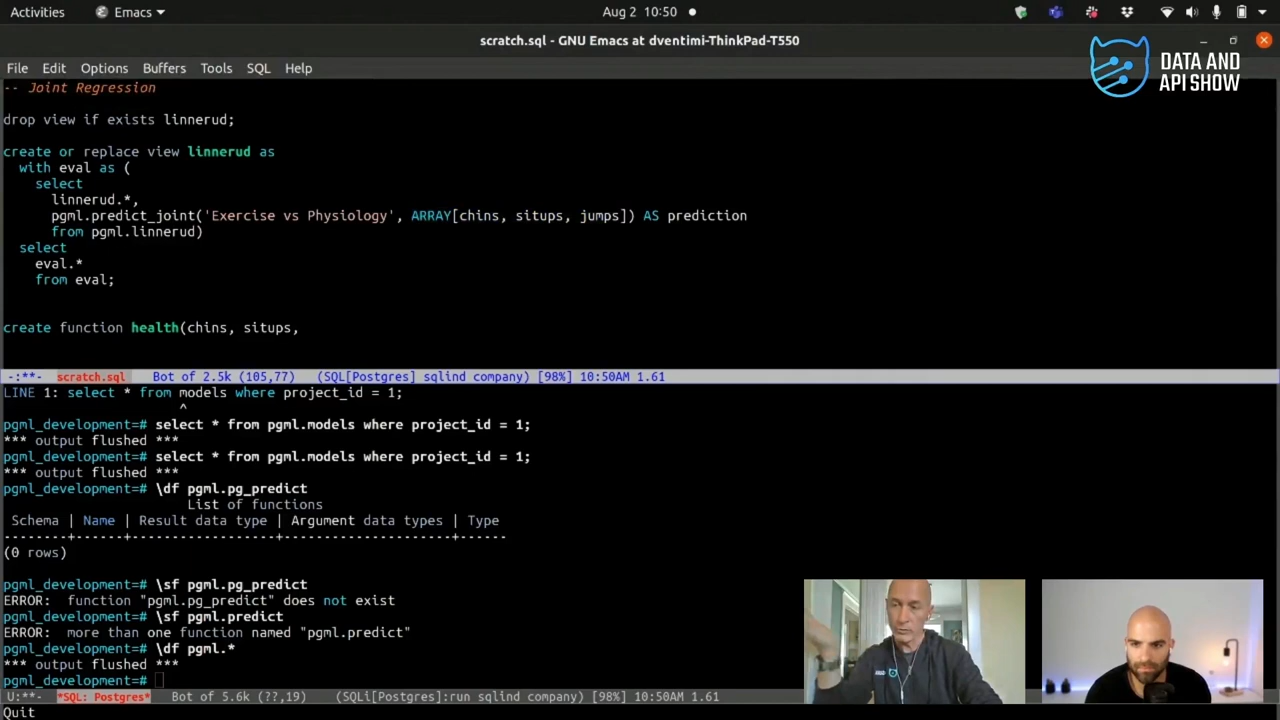 Activities Emacs Aug 2 10:50
scratch.sql - GNU Emacs at dventimi-ThinkPad-T550
DATA AND
API SHOW
File Edit Options Buffers Tools SQL Help
-- Joint Regression
drop view if exists linnerud;
create or replace view linnerud as
with eval as (
select
linnerud.*,
pgml.predict_joint('Exercise vs Physiology', ARRAY[chins, situps, jumps]) AS prediction
from pgml.linnerud)
select
eval.*
from eval;
create function health(chins, situps,
-:**- scratch.sql Bot of 2.5k (105,77) (SQL[Postgres] sqlind company) [98%] 10:50AM 1.61
LINE 1: select * from models where project_id = 1;
^
pgml_development=# select * from pgml.models where project_id = 1;
*** output flushed ***
pgml_development=# select * from pgml.models where project_id = 1;
*** output flushed ***
pgml_development=# \df pgml.pg_predict
List of functions
Schema | Name | Result data type | Argument data types | Type
--------+------+------------------+---------------------+------
(0 rows)
pgml_development=# \sf pgml.pg_predict
ERROR: function "pgml.pg_predict" does not exist
pgml_development=# \sf pgml.predict
ERROR: more than one function named "pgml.predict"
pgml_development=# \df pgml.*
*** output flushed ***
pgml_development=#
U:**- *SQL: Postgres* Bot of 5.6k (??,19) (SQLi[Postgres]:run sqlind company) [98%] 10:50AM 1.61
Quit